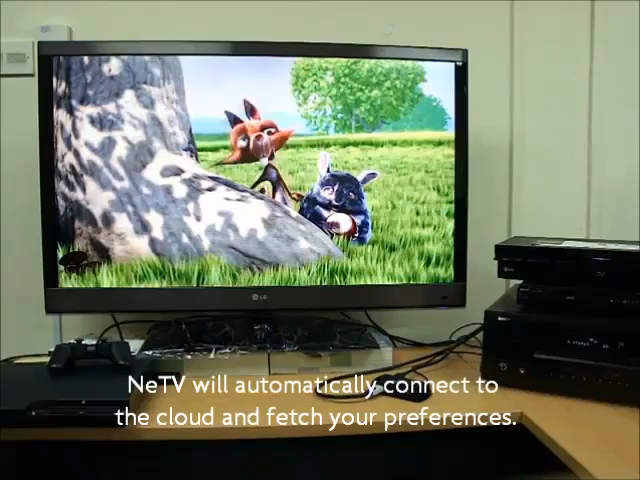 LG
NeTV will automatically connect to
the cloud and fetch your preferences.